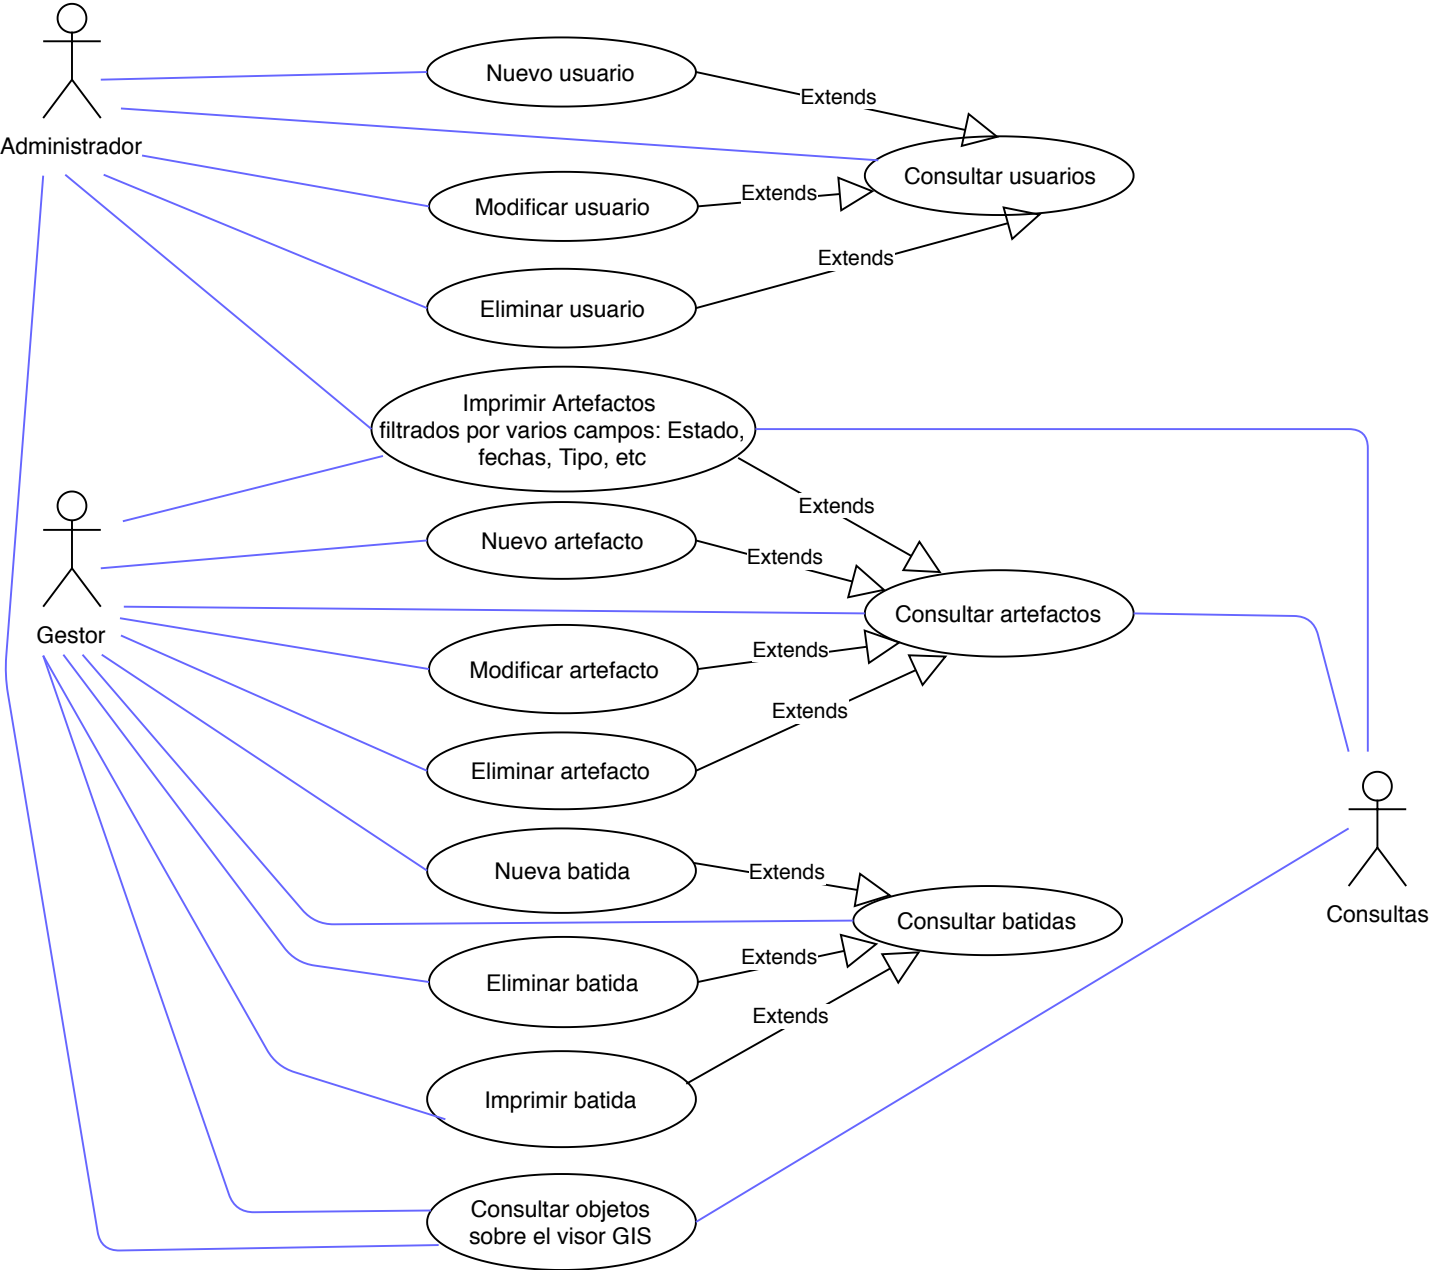 Nuevo usuario
Extends
Administrador
Consultar usuarios
Modificar usuario
Extends
Extends
Eliminar usuario
Imprimir Artefactos
filtrados por varios campos: Estado,
fechas, Tipo, etc
Extends
Nuevo artefacto
Extends
Consultar artefactos
Gestor
Extends
Modificar artefacto
Extends
Eliminar artefacto
Nueva batida
Extends
Consultas
Consultar batidas
Extends
Eliminar batida
Extends
Imprimir batida
Consultar objetos
sobre el visor GIS